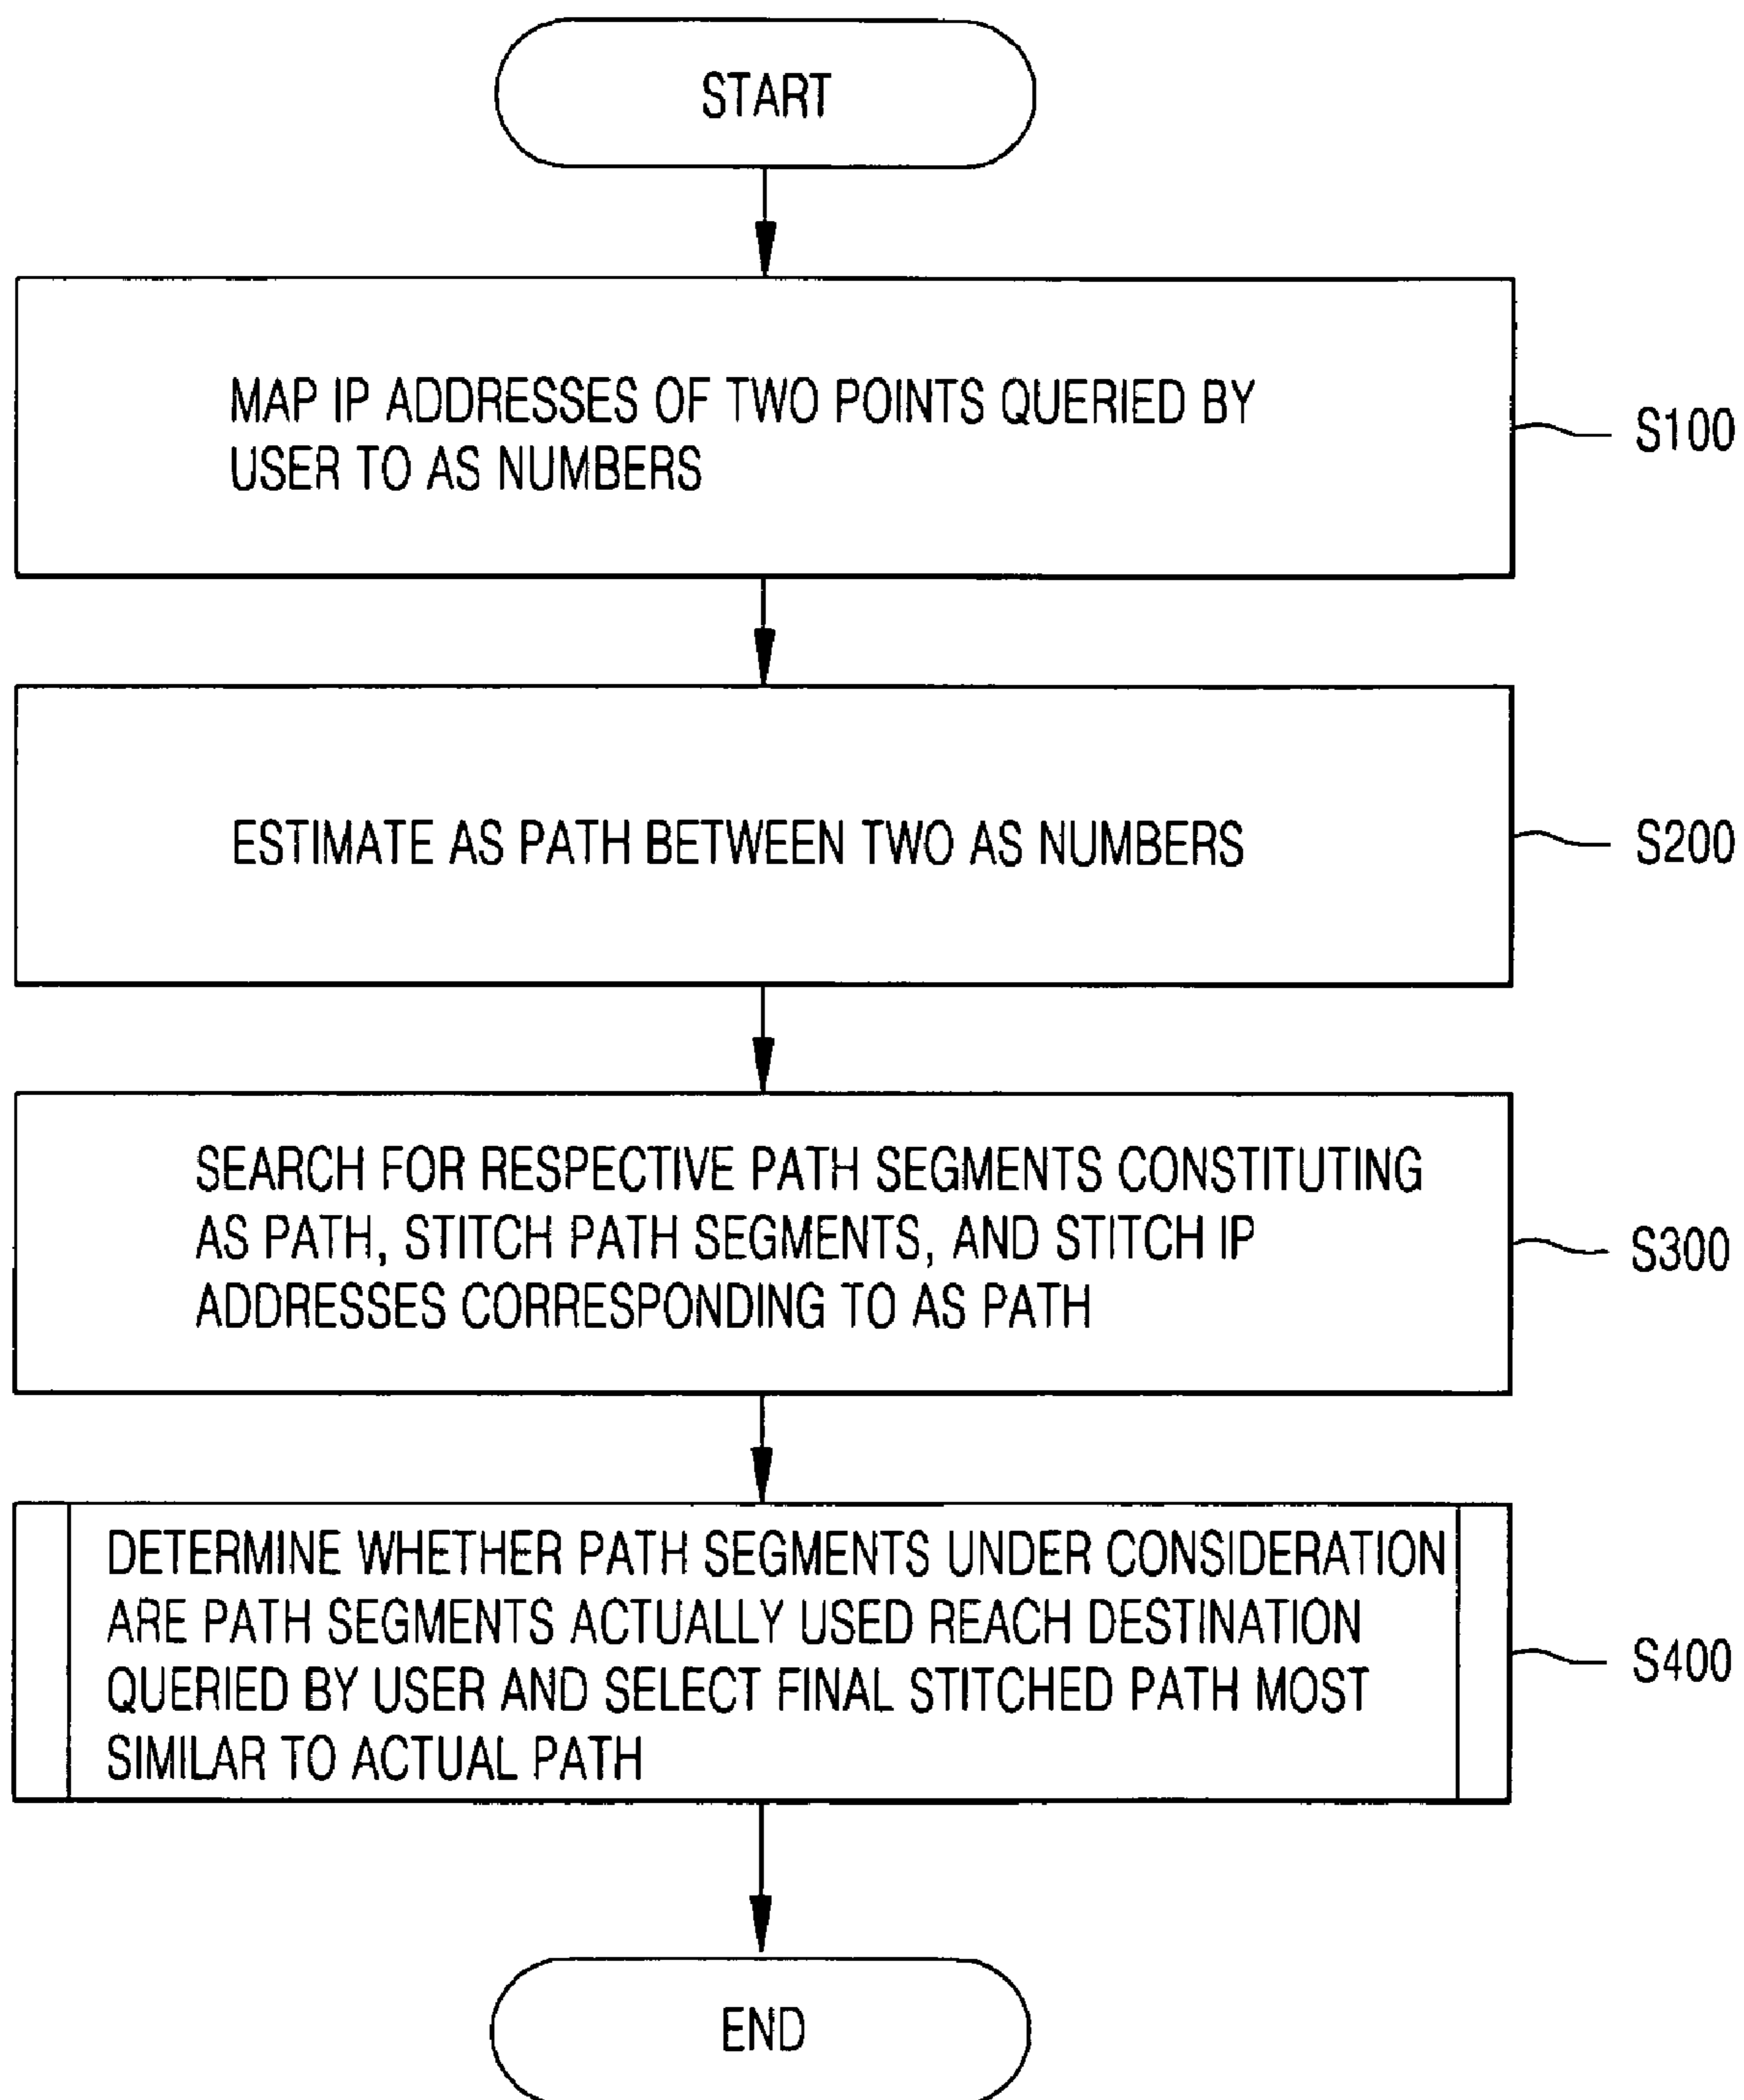 START
MAP IP ADDRESSES OF TWO POINTS QUERIED BY
USER TO AS NUMBERS
S100
ESTIMATE AS PATH BETWEEN TWO AS NUMBERS
S200
SEARCH FOR RESPECTIVE PATH SEGMENTS CONSTITUTING
AS PATH, STITCH PATH SEGMENTS, AND STITCH IP
ADDRESSES CORRESPONDING TO AS PATH
S300
DETERMINE WHETHER PATH SEGMENTS UNDER CONSIDERATION
ARE PATH SEGMENTS ACTUALLY USED REACH DESTINATION
QUERIED BY USER AND SELECT FINAL STITCHED PATH MOST
SIMILAR TO ACTUAL PATH
S400
END